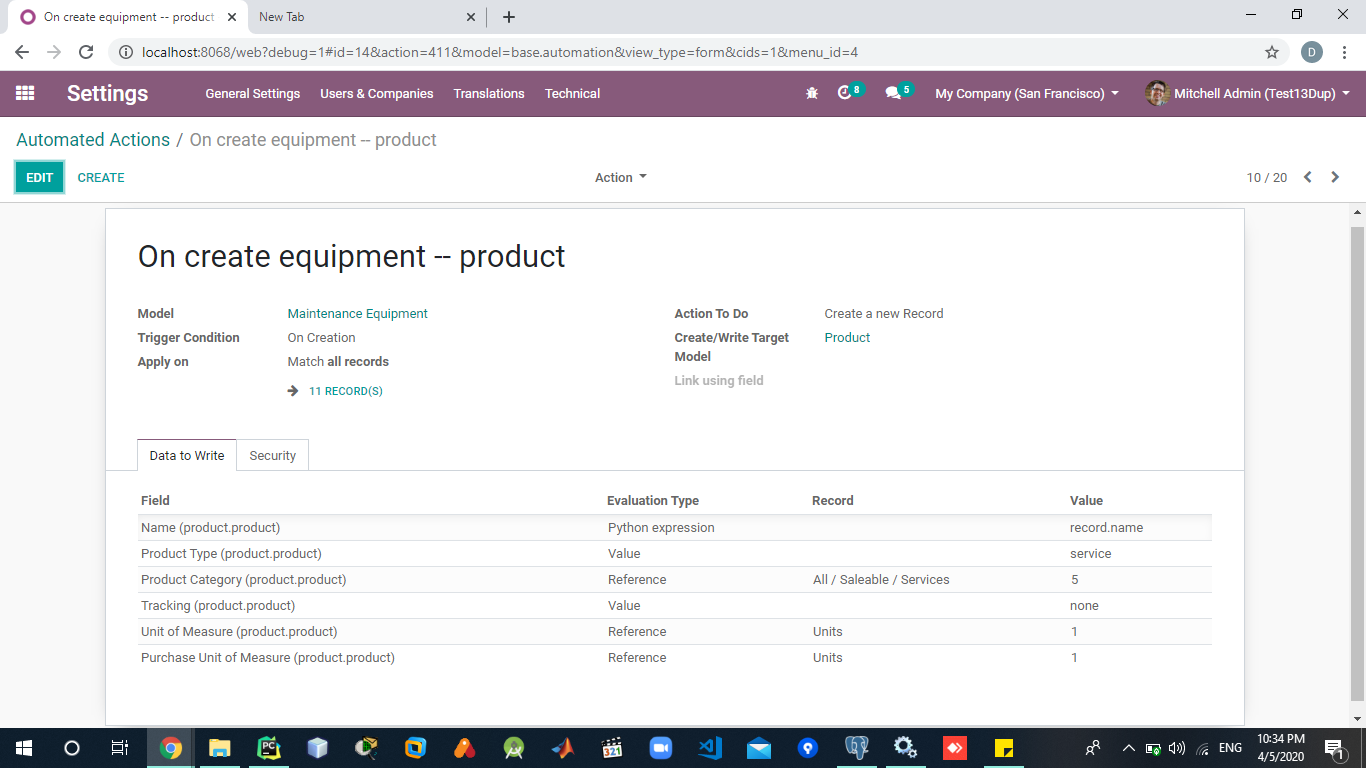 On create equipment -- product
New Tab
localhost:8068/web?debug=1#id=14&action=411&model=base.automation&view_type=form&cids=1&menu_id=4
D
Settings General Settings Users & Companies Translations Technical 8 5 My Company (San Francisco) Mitchell Admin (Test13Dup)
Automated Actions / On create equipment -- product
EDIT CREATE Action 10 / 20
On create equipment -- product
Model Maintenance Equipment Action To Do Create a new Record
Trigger Condition On Creation Create/Write Target Model Product
Apply on Match all records
Link using field
11 RECORD(S)
Data to Write Security
Field Evaluation Type Record Value
Name (product.product) Python expression record.name
Product Type (product.product) Value service
Product Category (product.product) Reference All / Saleable / Services 5
Tracking (product.product) Value none
Unit of Measure (product.product) Reference Units 1
Purchase Unit of Measure (product.product) Reference Units 1
PC
321
ENG
10:34 PM
4/5/2020
1